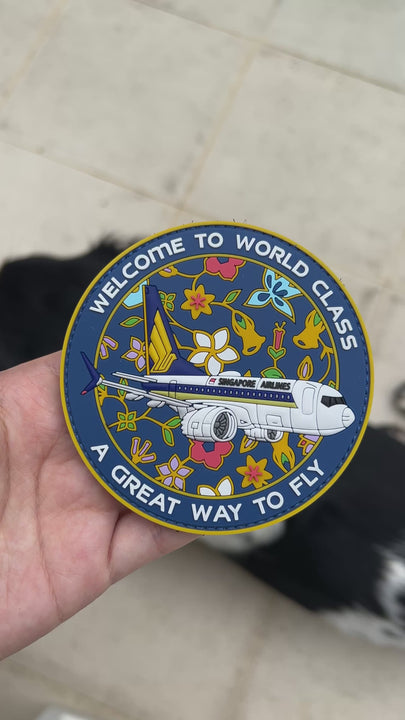 WELCOME TO WORLD CLASS
SINGAPORE AIRLINES
A GREAT WAY TO FLY